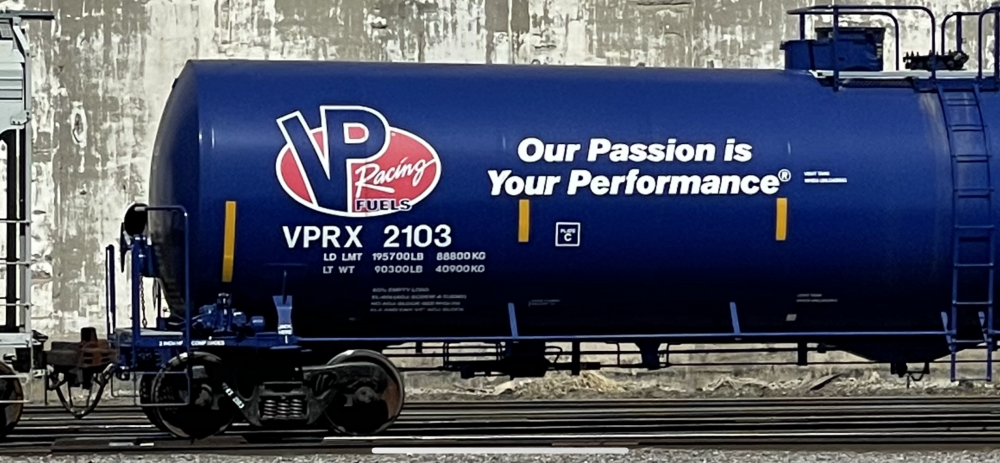 VP
Racing
FUELS
Our Passion is
Your Performance®
VPRX 2103
LD LMT 195700LB 88800KG
LT WT 90300LB 40900KG
PLATE
C